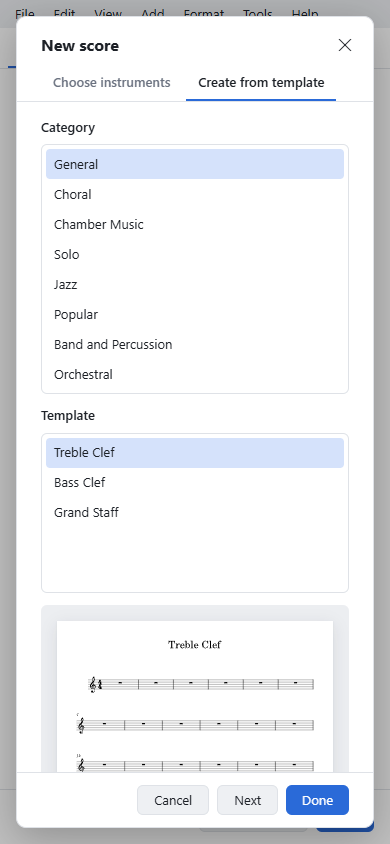 File Edit View Add Format Tools Help
New score
Choose instruments Create from template
Category
General
Choral
Chamber Music
Solo
Jazz
Popular
Band and Percussion
Orchestral
Template
Treble Clef
Bass Clef
Grand Staff
Treble Clef
7
Cancel Next Done